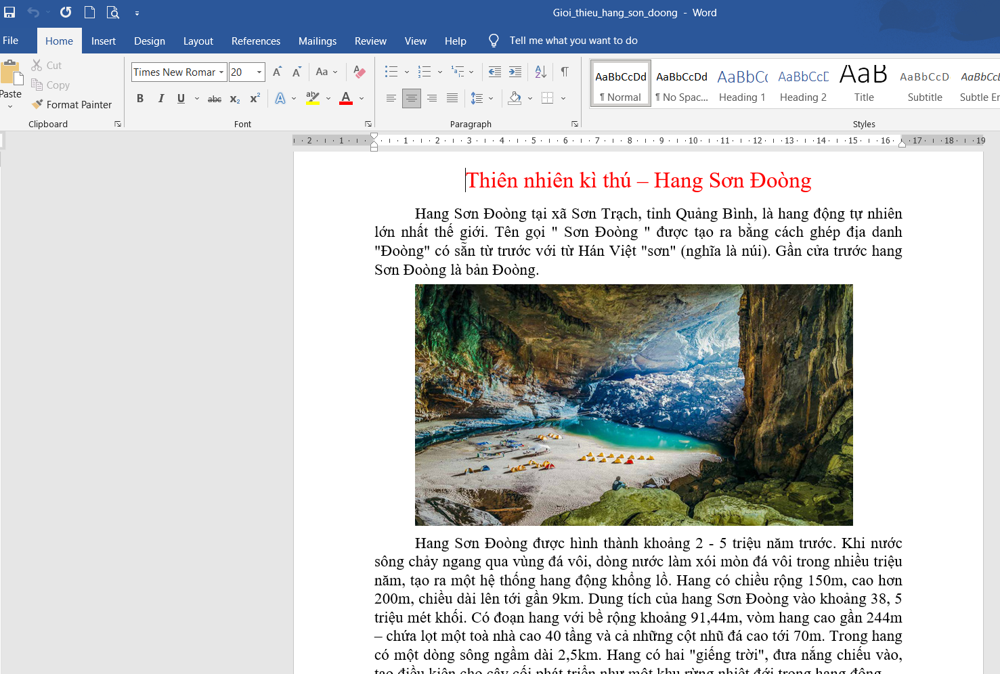 Gioi_thieu_hang_son_doong - Word
File Home Insert Design Layout References Mailings Review View Help Tell me what you want to do
Paste
Cut
Copy
Format Painter
Clipboard
Times New Romar 20
Aa
B I U abc x₂ x² A ab A
Font
Paragraph
AaBbCcDd AaBbCcDd AaBbCc AaBbCcE AaB AaBbCcD AaBbCcD
¶ Normal ¶ No Spac... Heading 1 Heading 2 Title Subtitle Subtle Er
Styles
2 1 1 2 3 4 5 6 7 8 9 10 11 12 13 14 15 16 17 18 19
Thiên nhiên kì thú – Hang Sơn Đoòng
Hang Sơn Đoòng tại xã Sơn Trạch, tỉnh Quảng Bình, là hang động tự nhiên
lớn nhất thế giới. Tên gọi " Sơn Đoòng " được tạo ra bằng cách ghép địa danh
"Đoòng" có sẵn từ trước với từ Hán Việt "sơn" (nghĩa là núi). Gần cửa trước hang
Sơn Đoòng là bản Đoòng.
Hang Sơn Đoòng được hình thành khoảng 2 - 5 triệu năm trước. Khi nước
sông chảy ngang qua vùng đá vôi, dòng nước làm xói mòn đá vôi trong nhiều triệu
năm, tạo ra một hệ thống hang động khổng lồ. Hang có chiều rộng 150m, cao hơn
200m, chiều dài lên tới gần 9km. Dung tích của hang Sơn Đoòng vào khoảng 38, 5
triệu mét khối. Có đoạn hang với bề rộng khoảng 91,44m, vòm hang cao gần 244m
– chứa lọt một toà nhà cao 40 tầng và cả những cột nhũ đá cao tới 70m. Trong hang
có một dòng sông ngầm dài 2,5km. Hang có hai "giếng trời", đưa nắng chiếu vào,
tạo điều kiện cho cây cối phát triển như một khu rừng nhiệt đới trong hang động.